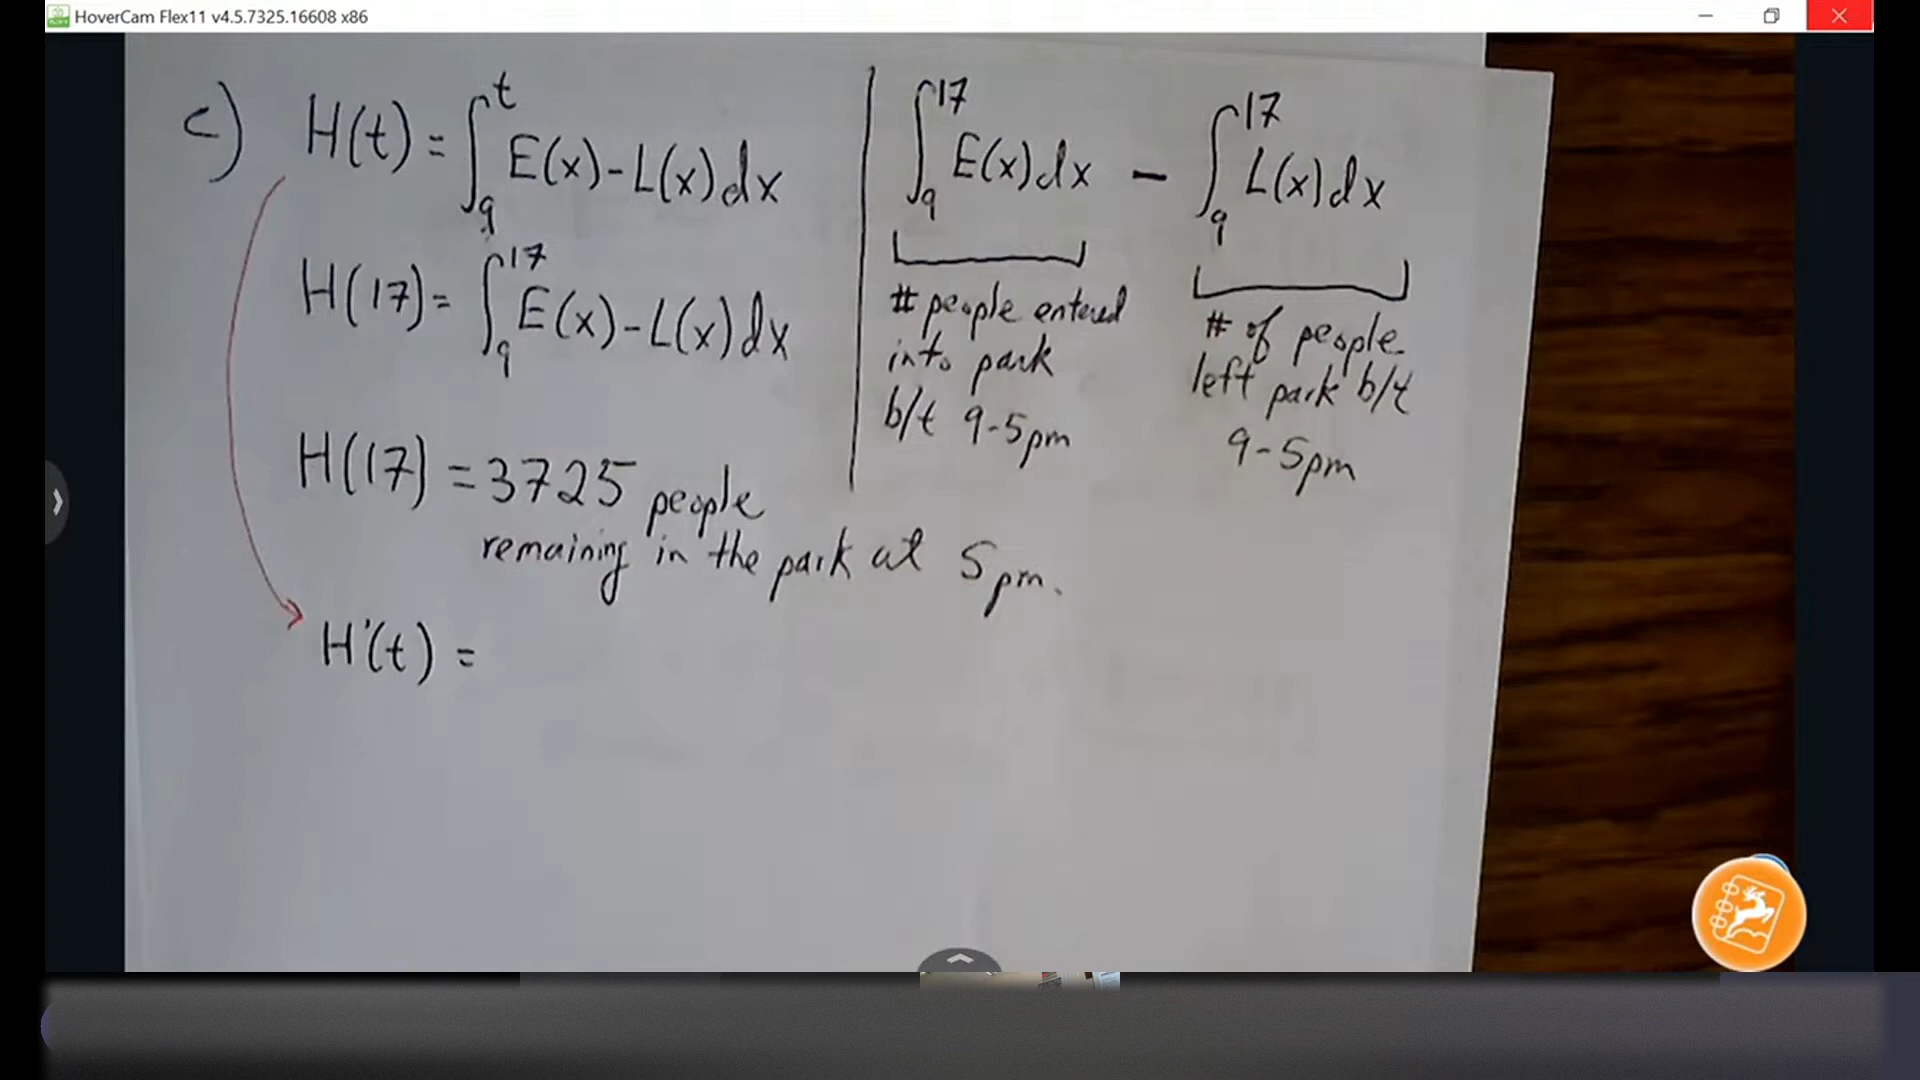 HoverCam Flex11 v4.5.7325.16608 x86
c) H(t) = ∫₉ᵗ E(x)-L(x)dx
H(17) = ∫₉¹⁷ E(x)-L(x)dx
H(17) = 3725 people
remaining in the park at 5pm.
H'(t) =
∫₉¹⁷ E(x)dx - ∫₉¹⁷ L(x)dx
# people entered
into park
b/t 9-5pm
# of people
left park b/t
9-5pm